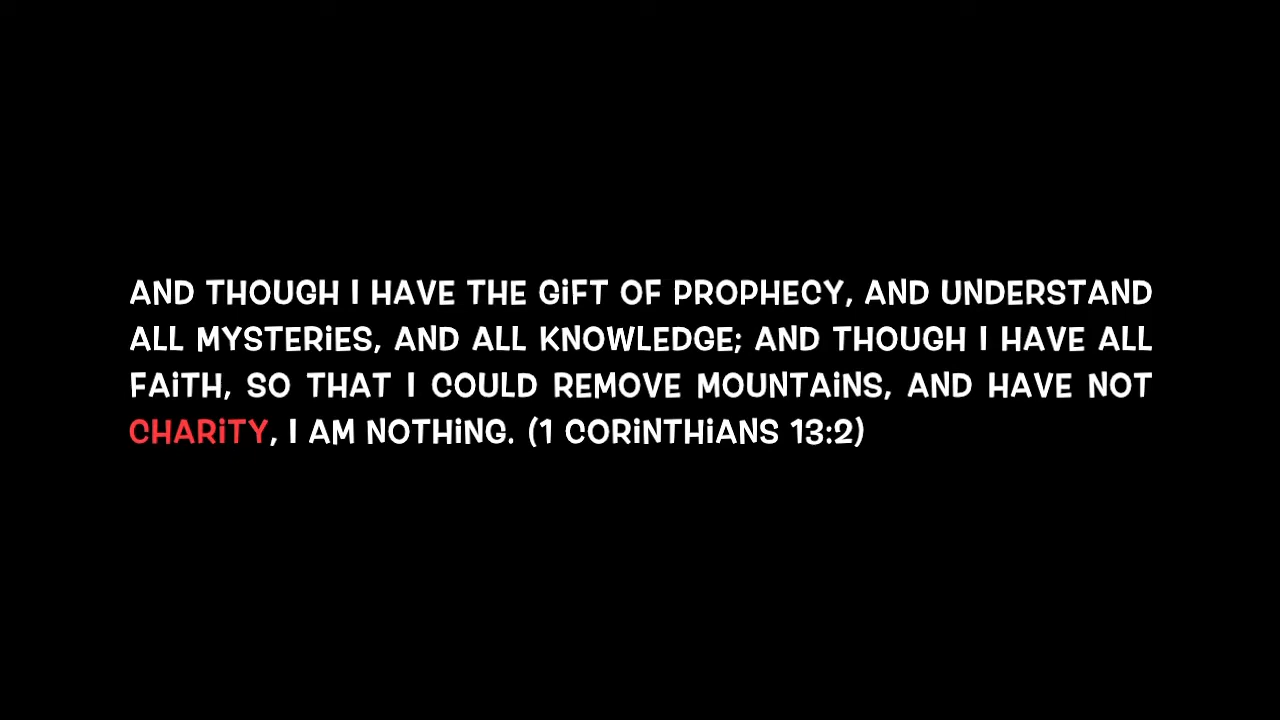 AND THOUGH I HAVE THE GiFT OF PROPHECY, AND UNDERSTAND
ALL MYSTERiES, AND ALL KNOWLEDGE; AND THOUGH I HAVE ALL
FAiTH, SO THAT I COULD REMOVE MOUNTAiNS, AND HAVE NOT
CHARiTY, I AM NOTHiNG. (1 CORiNTHiANS 13:2)